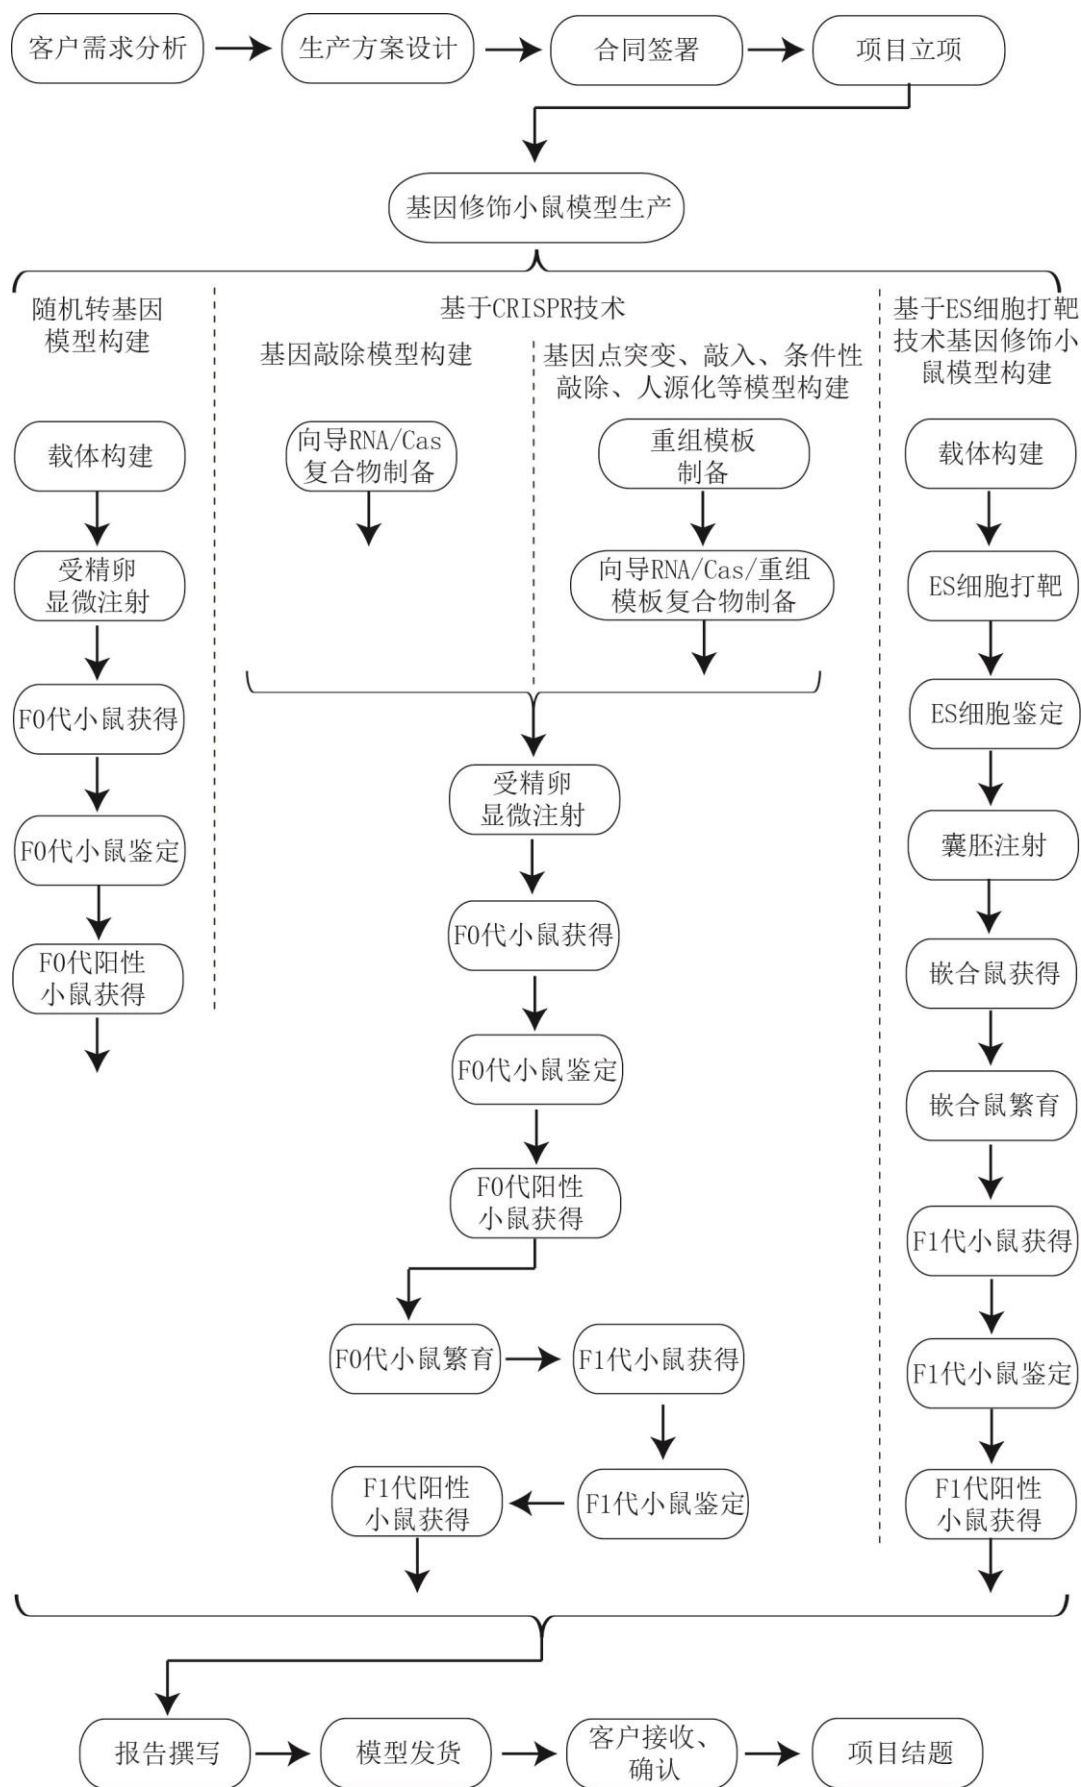 客户需求分析
生产方案设计
合同签署
项目立项
基因修饰小鼠模型生产
随机转基因
模型构建
载体构建
受精卵
显微注射
F0代小鼠获得
F0代小鼠鉴定
F0代阳性
小鼠获得
基于CRISPR技术
基因敲除模型构建
向导RNA/Cas
复合物制备
基因点突变、敲入、条件性
敲除、人源化等模型构建
重组模板
制备
向导RNA/Cas/重组
模板复合物制备
受精卵
显微注射
F0代小鼠获得
F0代小鼠鉴定
F0代阳性
小鼠获得
F0代小鼠繁育
F1代小鼠获得
F1代小鼠鉴定
F1代阳性
小鼠获得
基于ES细胞打靶
技术基因修饰小
鼠模型构建
载体构建
ES细胞打靶
ES细胞鉴定
囊胚注射
嵌合鼠获得
嵌合鼠繁育
F1代小鼠获得
F1代小鼠鉴定
F1代阳性
小鼠获得
报告撰写
模型发货
客户接收、
确认
项目结题